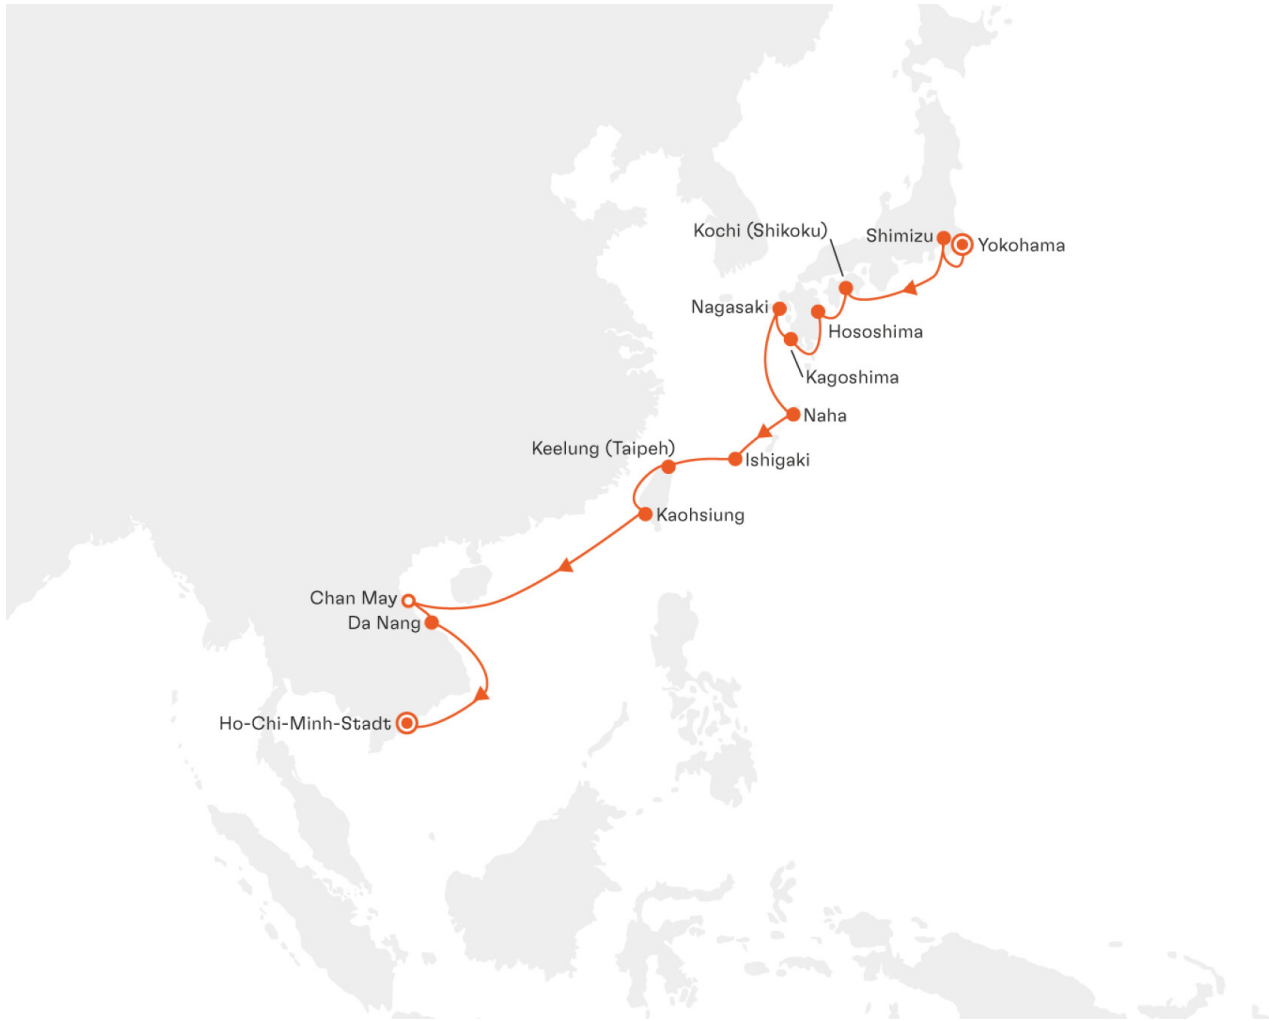 Kochi (Shikoku)
Shimizu
Yokohama
Nagasaki
Hososhima
Kagoshima
Naha
Keelung (Taipeh)
Ishigaki
Kaohsiung
Chan May
Da Nang
Ho-Chi-Minh-Stadt